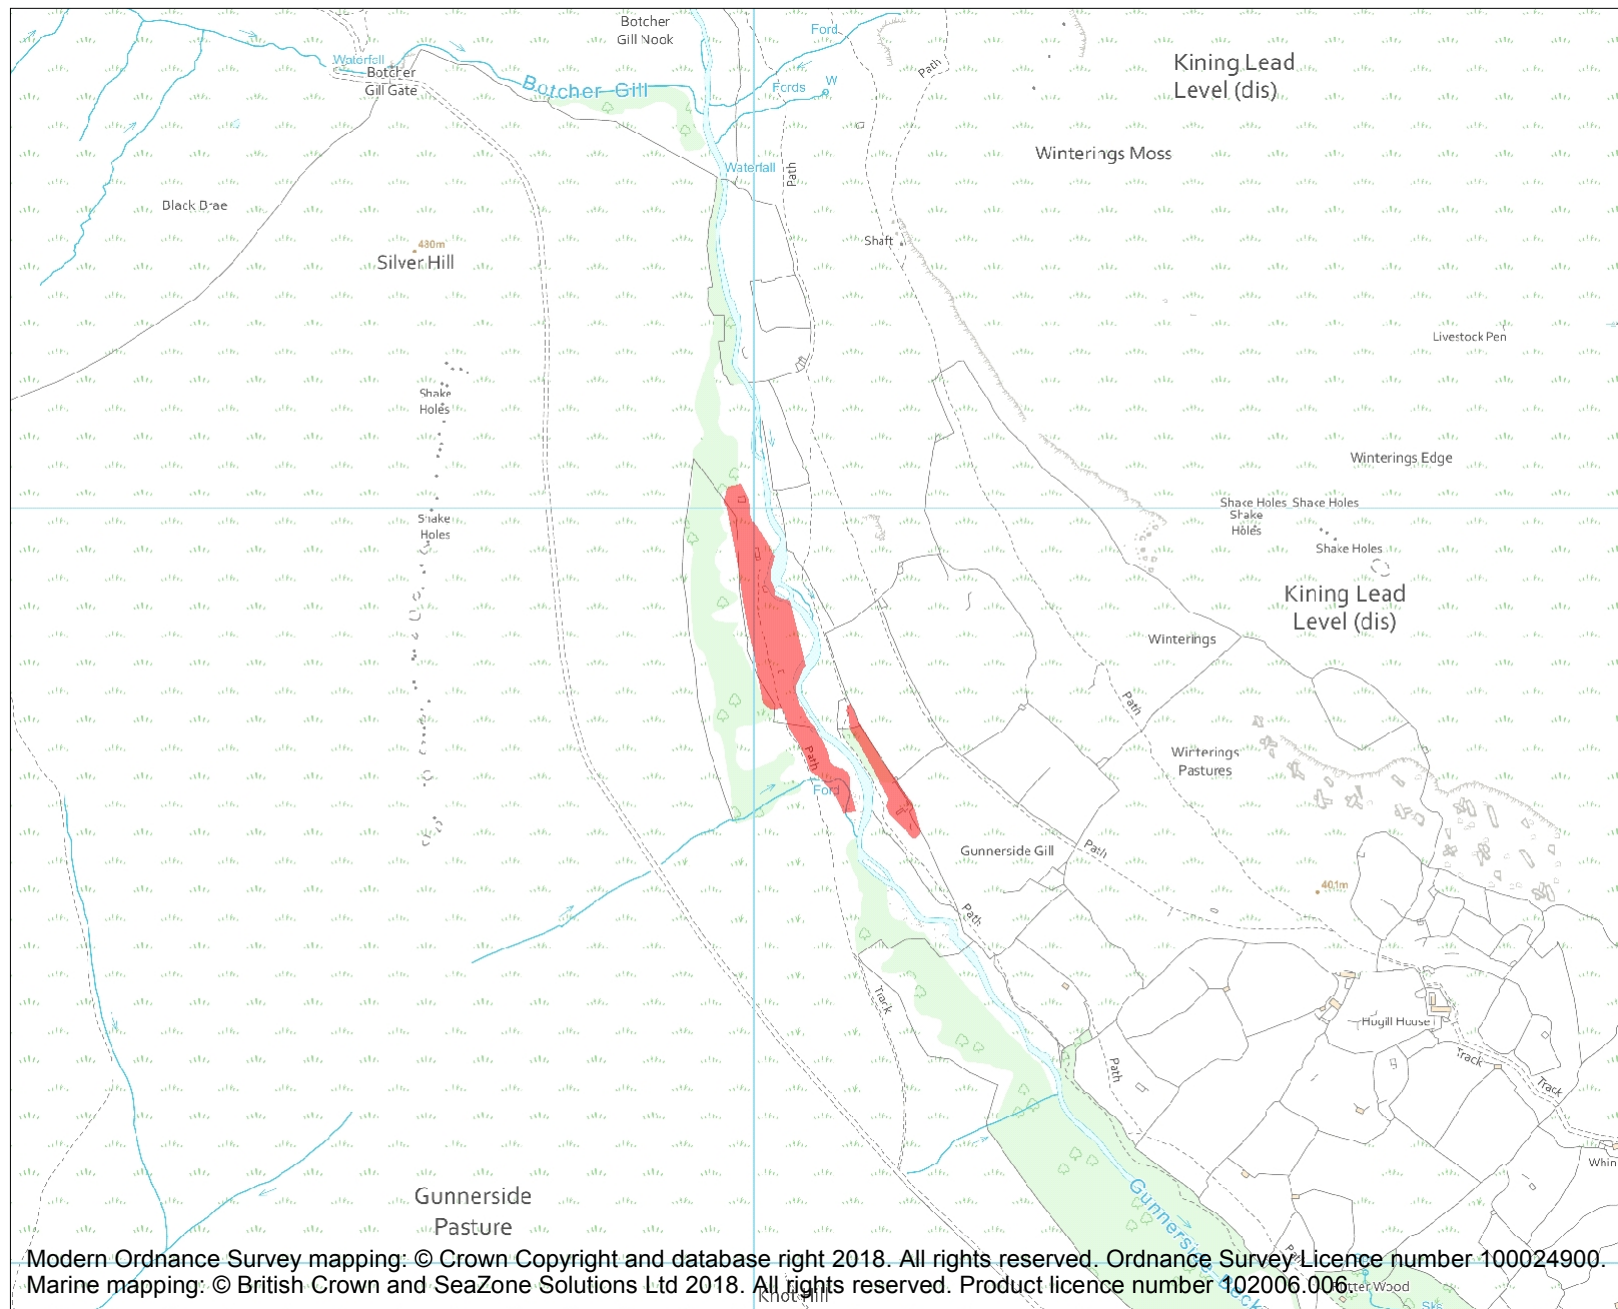 Botcher
Gill Nook
Ford
Path
Kining Lead
Level (dis)
Waterfall
Botcher
Gill Gate
Botcher Gill
Fords
W
Winterings Moss
Waterfall
Path
Black Brae
Shaft
480m
Silver Hill
Livestock Pen
Shake
Holes
Winterings Edge
Shake Holes
Shake Holes
Shake
Holes
Shake
Holes
Shake Holes
Kining Lead
Level (dis)
Winterings
Path
Winterings
Pastures
Path
Ford
Gunnerside Gill
Path
401m
Path
Track
Hugill House
Track
Track
Path
Whin
Gunnerside
Pasture
Gunnerside Beck
Path
Modern Ordnance Survey mapping: © Crown Copyright and database right 2018. All rights reserved. Ordnance Survey Licence number 100024900.
Marine mapping: © British Crown and SeaZone Solutions Ltd 2018. All rights reserved. Product licence number 102006.006.
Knot Hill
Rutter Wood